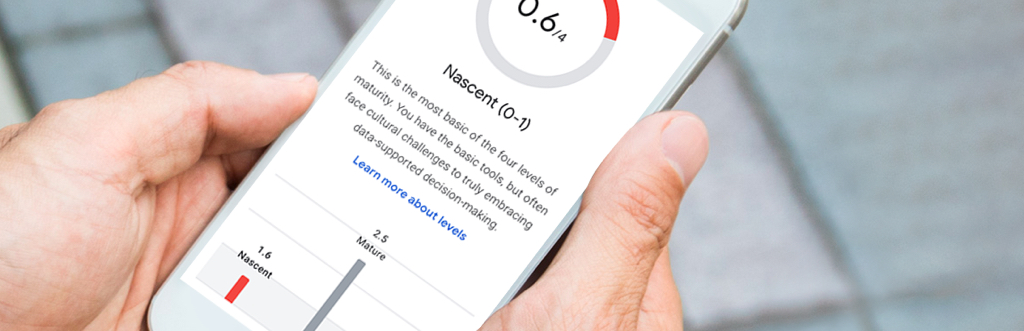 0.6/4
Nascent (0-1)
This is the most basic of the four levels of
maturity. You have the basic tools, but often
face cultural challenges to truly embracing
data-supported decision-making.
Learn more about levels
2.5
Mature
1.6
Nascent